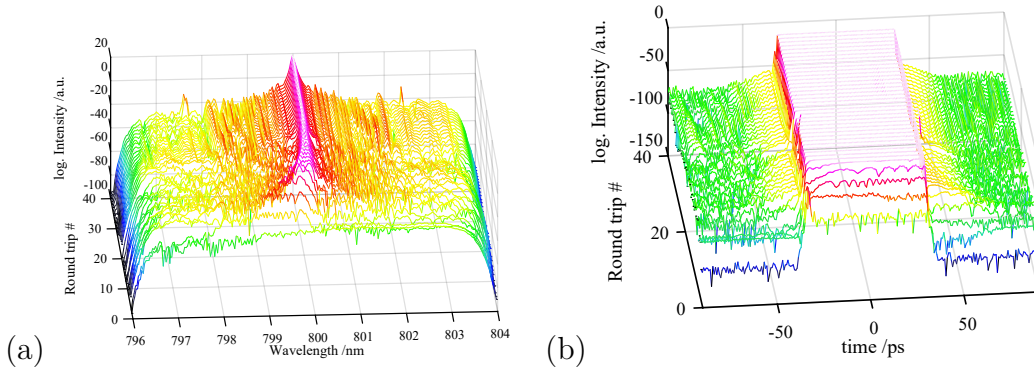 20
0
-20
-40
-60
-80
-100
log. Intensity /a.u.
40
30
20
10
0
Round trip #
796 797 798 799 800 801 802 803 804
Wavelength /nm
(a)
0
-50
-100
-150
log. Intensity /a.u.
40
20
0
Round trip #
-50 0 50
time /ps
(b)